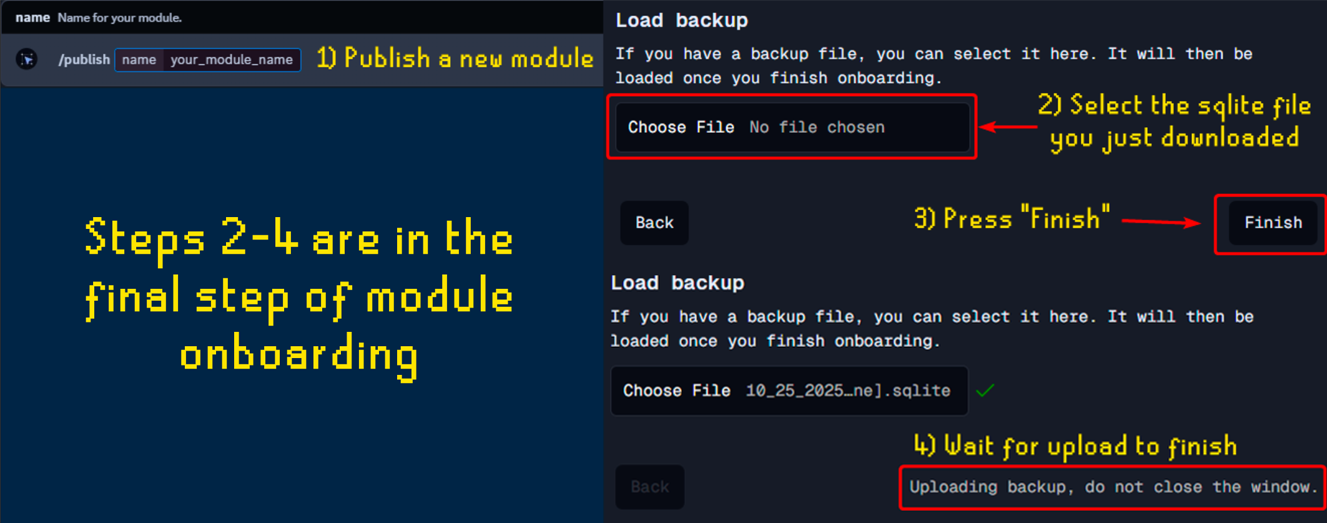 name Name for your module.
/publish name your_module_name
1) Publish a new module
Steps 2-4 are in the
final step of module
onboarding
Load backup
If you have a backup file, you can select it here. It will then be
loaded once you finish onboarding.
Choose File No file chosen
2) Select the sqlite file
you just downloaded
Back
3) Press "Finish"
Finish
Load backup
If you have a backup file, you can select it here. It will then be
loaded once you finish onboarding.
Choose File 10_25_2025…ne].sqlite
4) Wait for upload to finish
Back
Uploading backup, do not close the window.